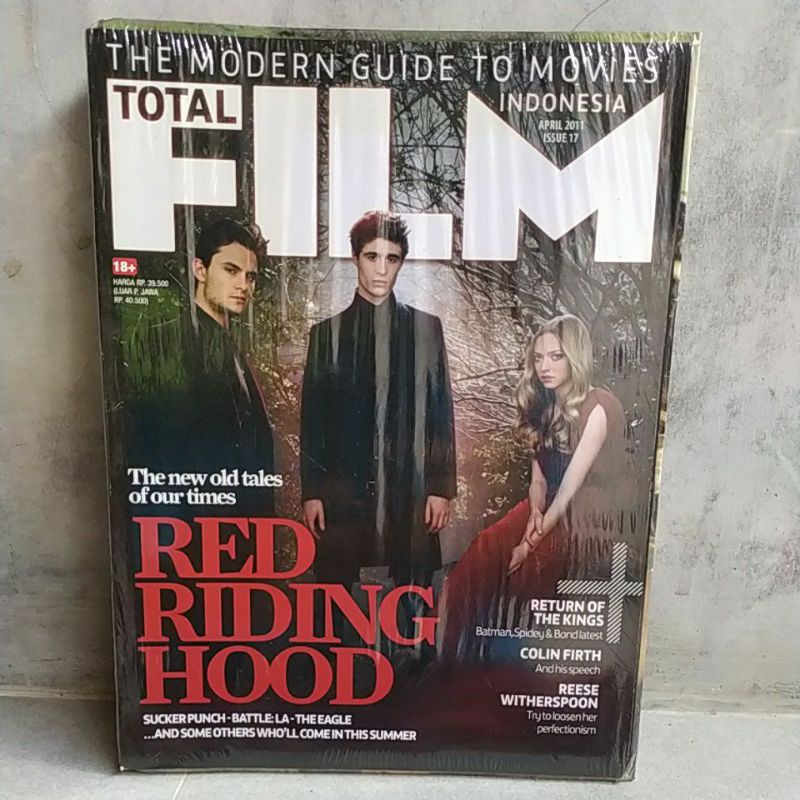 THE MODERN GUIDE TO MOVIES
TOTAL
FILM
INDONESIA
APRIL 2011
ISSUE 17
18+
HARGA RP. 39.500
(LUAR P. JAWA
RP. 40.500)
The new old tales
of our times
RED
RIDING
HOOD
SUCKER PUNCH - BATTLE: LA - THE EAGLE
...AND SOME OTHERS WHO'LL COME IN THIS SUMMER
RETURN OF
THE KINGS
Batman, Spidey & Bond latest
COLIN FIRTH
And his speech
REESE
WITHERSPOON
Try to loosen her
perfectionism